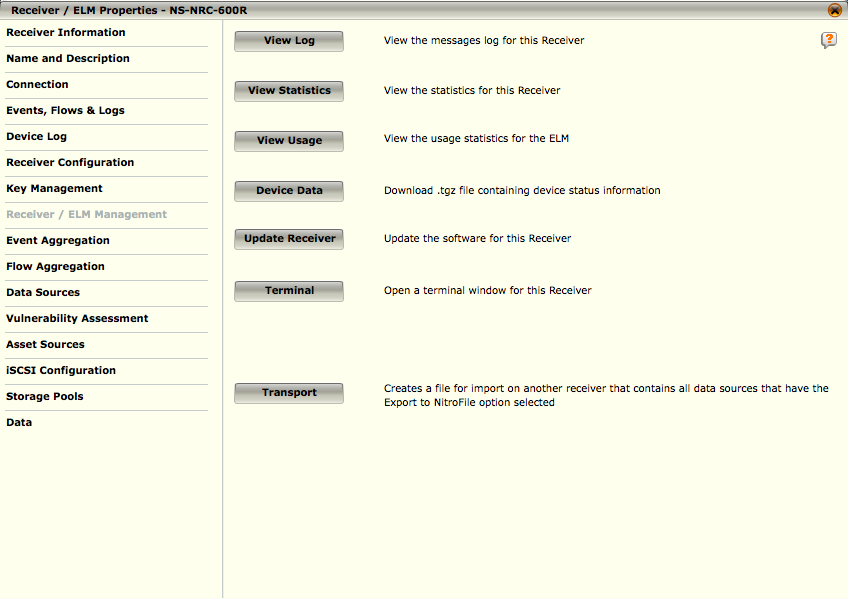 Receiver / ELM Properties - NS-NRC-600R
Receiver Information
Name and Description
Connection
Events, Flows & Logs
Device Log
Receiver Configuration
Key Management
Receiver / ELM Management
Event Aggregation
Flow Aggregation
Data Sources
Vulnerability Assessment
Asset Sources
iSCSI Configuration
Storage Pools
Data
View Log View the messages log for this Receiver ?
View Statistics View the statistics for this Receiver
View Usage View the usage statistics for the ELM
Device Data Download .tgz file containing device status information
Update Receiver Update the software for this Receiver
Terminal Open a terminal window for this Receiver
Transport Creates a file for import on another receiver that contains all data sources that have the
Export to NitroFile option selected